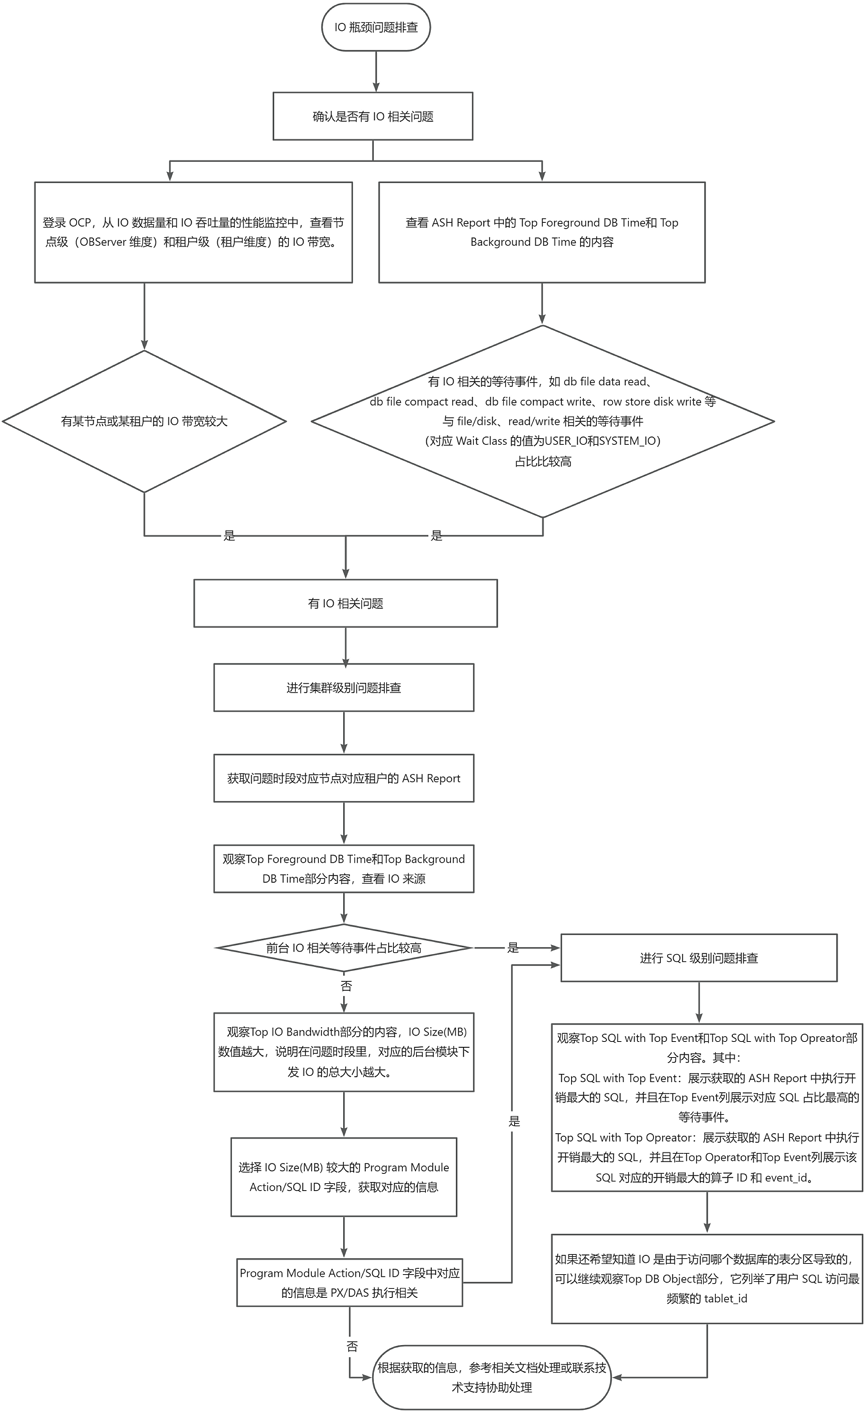 IO 瓶颈问题排查
确认是否有 IO 相关问题
登录 OCP，从 IO 数据量和 IO 吞吐量的性能监控中，查看节
点级（OBServer 维度）和租户级（租户维度）的 IO 带宽。
查看 ASH Report 中的 Top Foreground DB Time和 Top
Background DB Time 的内容
有某节点或某租户的 IO 带宽较大
有 IO 相关的等待事件，如 db file data read、
db file compact read、db file compact write、row store disk write 等
与 file/disk、read/write 相关的等待事件
（对应 Wait Class 的值为USER_IO和SYSTEM_IO）
占比比较高
是
是
有 IO 相关问题
进行集群级别问题排查
获取问题时段对应节点对应租户的 ASH Report
观察Top Foreground DB Time和Top Background
DB Time部分内容，查看 IO 来源
前台 IO 相关等待事件占比较高
是
进行 SQL 级别问题排查
否
观察Top IO Bandwidth部分的内容，IO Size(MB)
数值越大，说明在问题时段里，对应的后台模块下
发 IO 的总大小越大。
观察Top SQL with Top Event和Top SQL with Top Opreator部
分内容。其中：
Top SQL with Top Event：展示获取的 ASH Report 中执行开
销最大的 SQL，并且在Top Event列展示对应 SQL 占比最高的
等待事件。
Top SQL with Top Opreator：展示获取的 ASH Report 中执行
开销最大的 SQL，并且在Top Operator和Top Event列展示该
SQL 对应的开销最大的算子 ID 和 event_id。
是
选择 IO Size(MB) 较大的 Program Module
Action/SQL ID 字段，获取对应的信息
Program Module Action/SQL ID 字段中对应
的信息是 PX/DAS 执行相关
如果还希望知道 IO 是由于访问哪个数据库的表分区导致的，
可以继续观察Top DB Object部分，它列举了用户 SQL 访问最
频繁的 tablet_id
否
根据获取的信息，参考相关文档处理或联系技
术支持协助处理